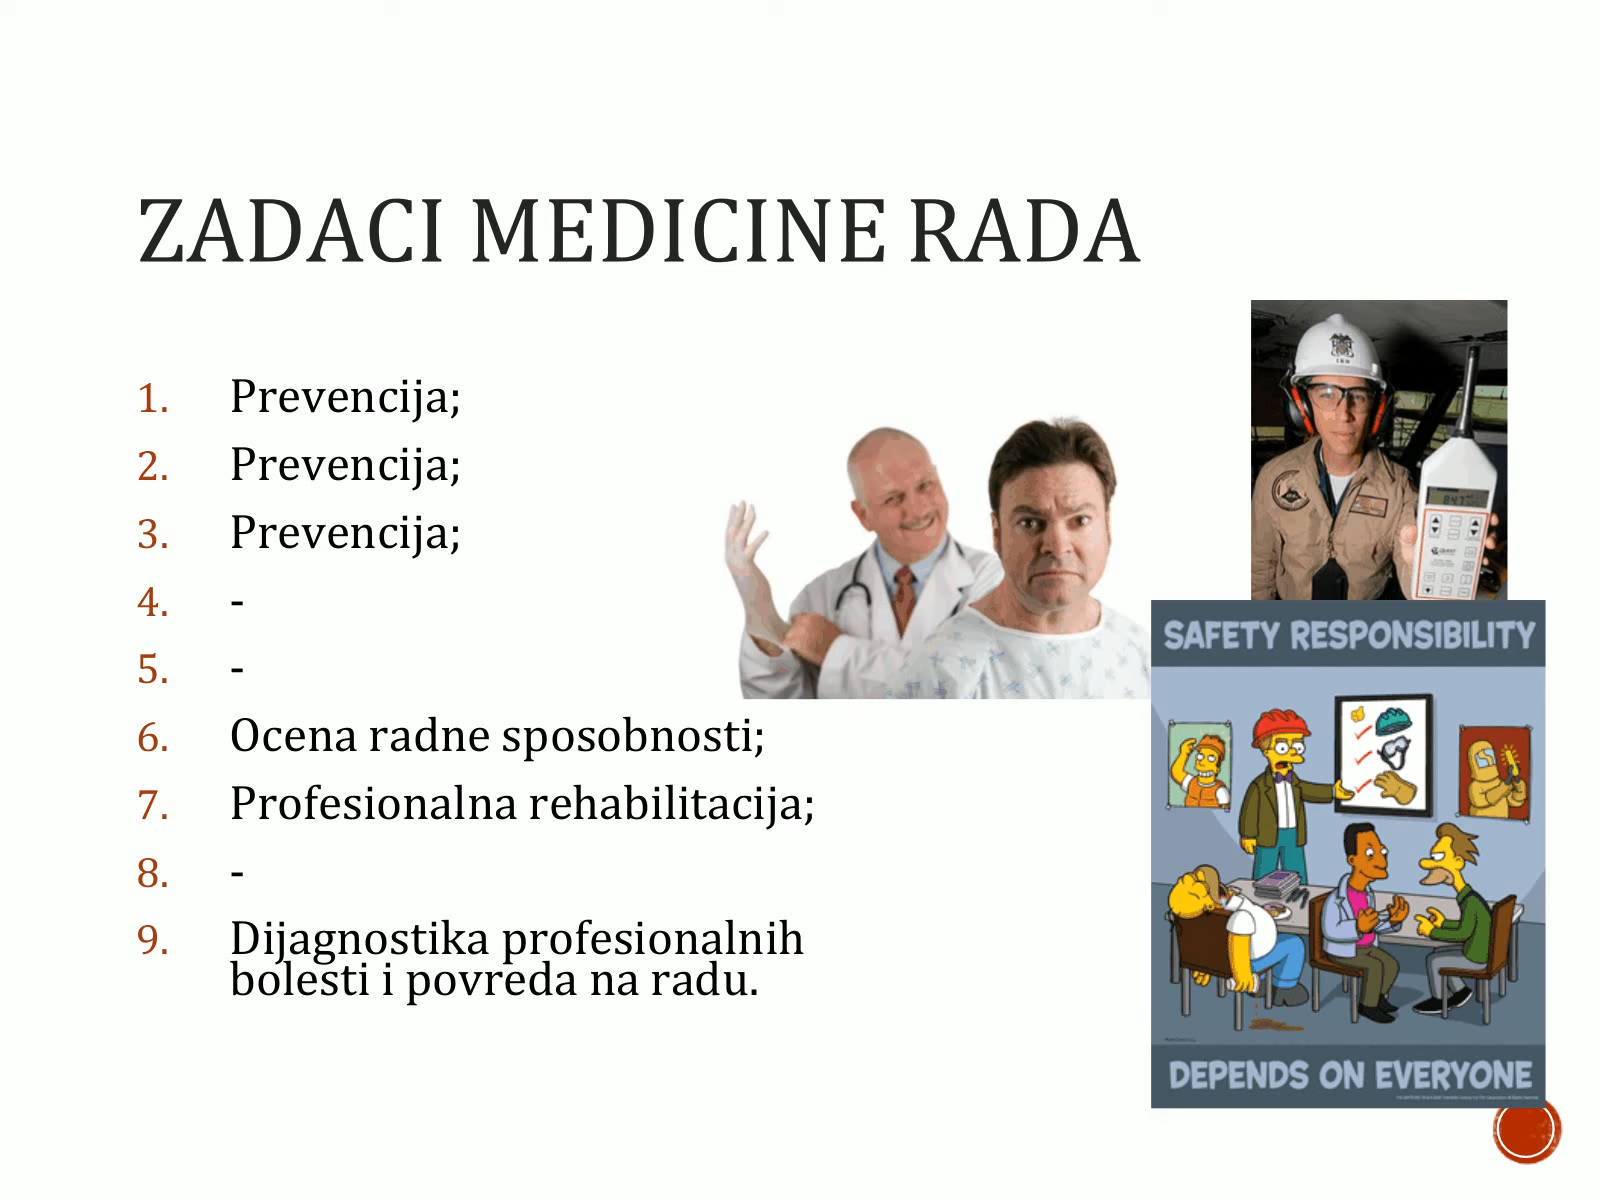 ZADACI MEDICINE RADA
1. Prevencija;
2. Prevencija;
3. Prevencija;
4. -
5. -
6. Ocena radne sposobnosti;
7. Profesionalna rehabilitacija;
8. -
9. Dijagnostika profesionalnih
bolesti i povreda na radu.
SAFETY RESPONSIBILITY
DEPENDS ON EVERYONE